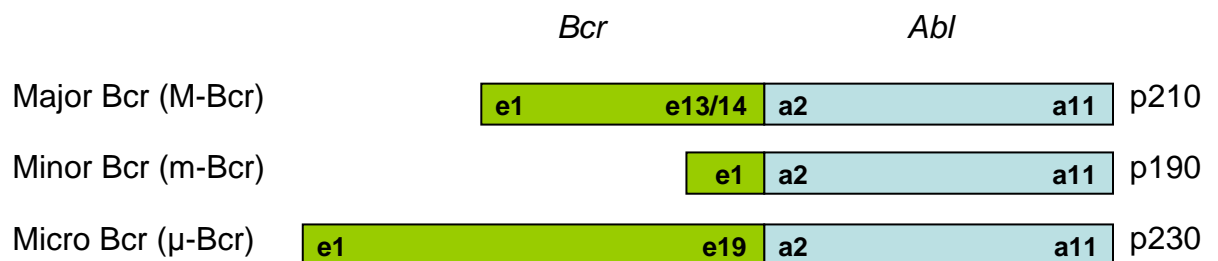 Bcr Abl
Major Bcr (M-Bcr) e1 e13/14 a2 a11 p210
Minor Bcr (m-Bcr) e1 a2 a11 p190
Micro Bcr (µ-Bcr) e1 e19 a2 a11 p230